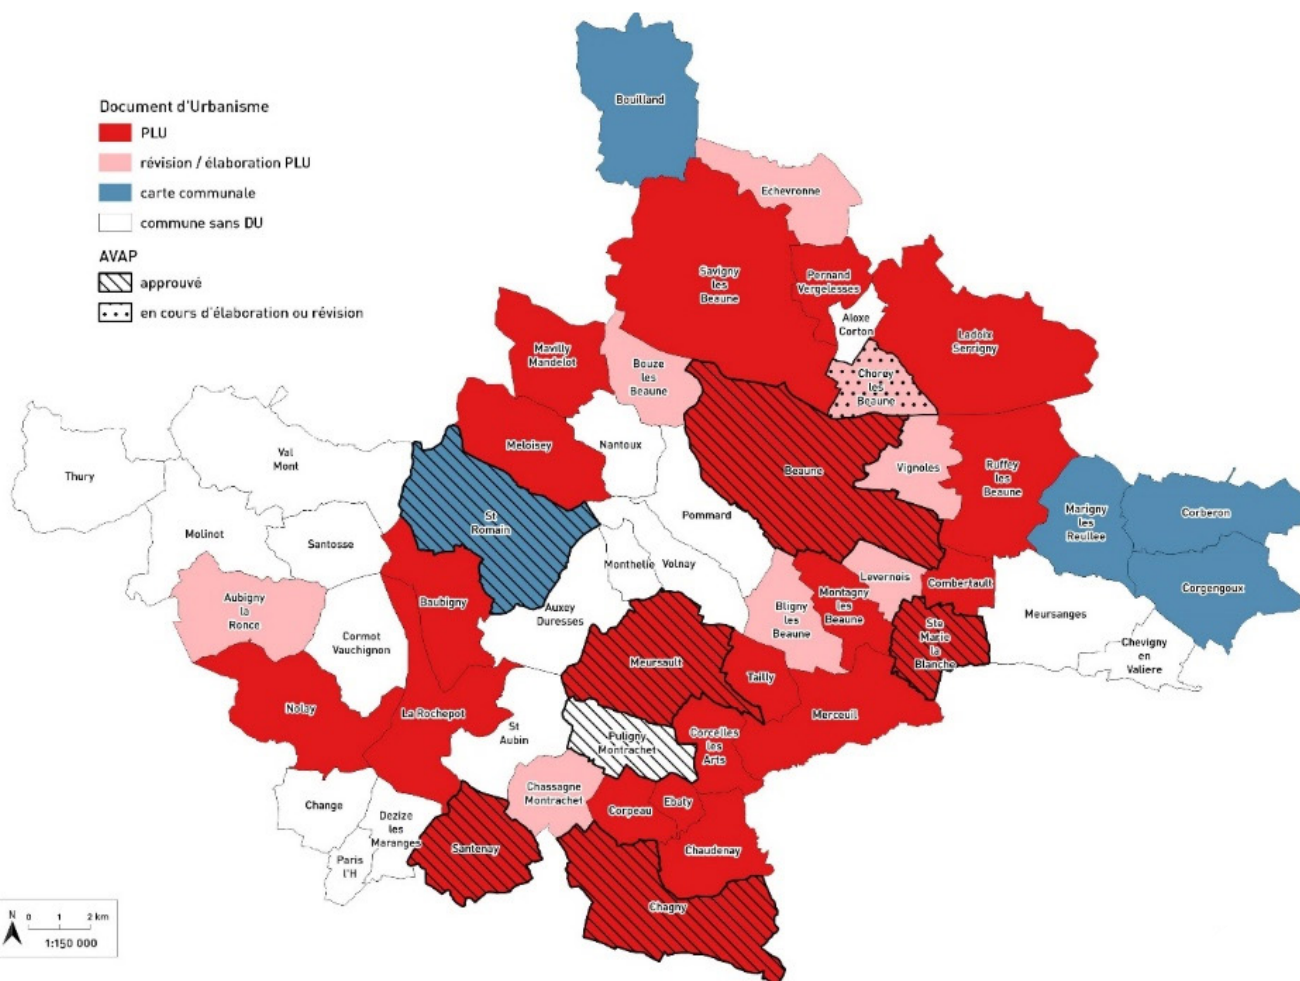 Document d'Urbanisme
PLU
révision / élaboration PLU
carte communale
commune sans DU
AVAP
approuvé
en cours d'élaboration ou révision
Bouilland
Echevronne
Savigny
les
Beaune
Pernand
Vergelesses
Aloxe
Corton
Ladoix
Serrigny
Mavilly
Mandelot
Bouze
les
Beaune
Chorey
les
Beaune
Meloisey
Nantoux
Beaune
Vignoles
Ruffey
les
Beaune
Val
Mont
Thury
St
Romain
Pommard
Marigny
les
Reullee
Corberon
Molinot
Santosse
Monthelie
Volnay
Levernois
Combertault
Corgengoux
Aubigny
la
Ronce
Baubigny
Auxey
Duresses
Bligny
les
Beaune
Montagny
les
Beaune
Meursanges
Cormot
Vauchignon
Ste
Marie
la
Blanche
Chevigny
en
Valiere
Meursault
Tailly
Nolay
La Rochepot
Merceuil
St
Aubin
Puligny
Montrachet
Corcelles
les
Arts
Change
Chassagne
Montrachet
Corpeau
Ebaty
Dezize
les
Maranges
Santenay
Chaudenay
Paris
l'H
Chagny
N 0 1 2 km
1:150 000